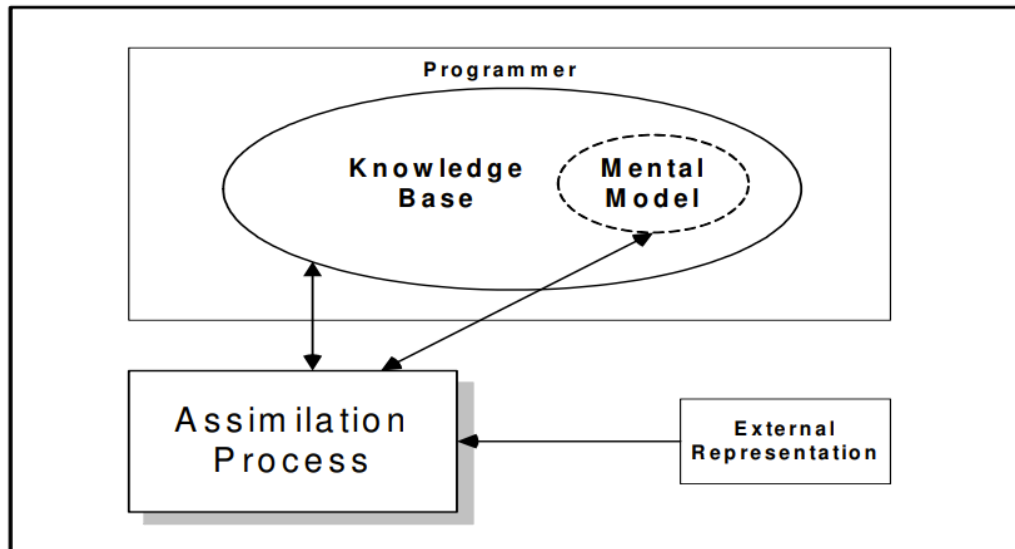 Programmer
Knowledge
Base
Mental
Model
Assimilation
Process
External
Representation